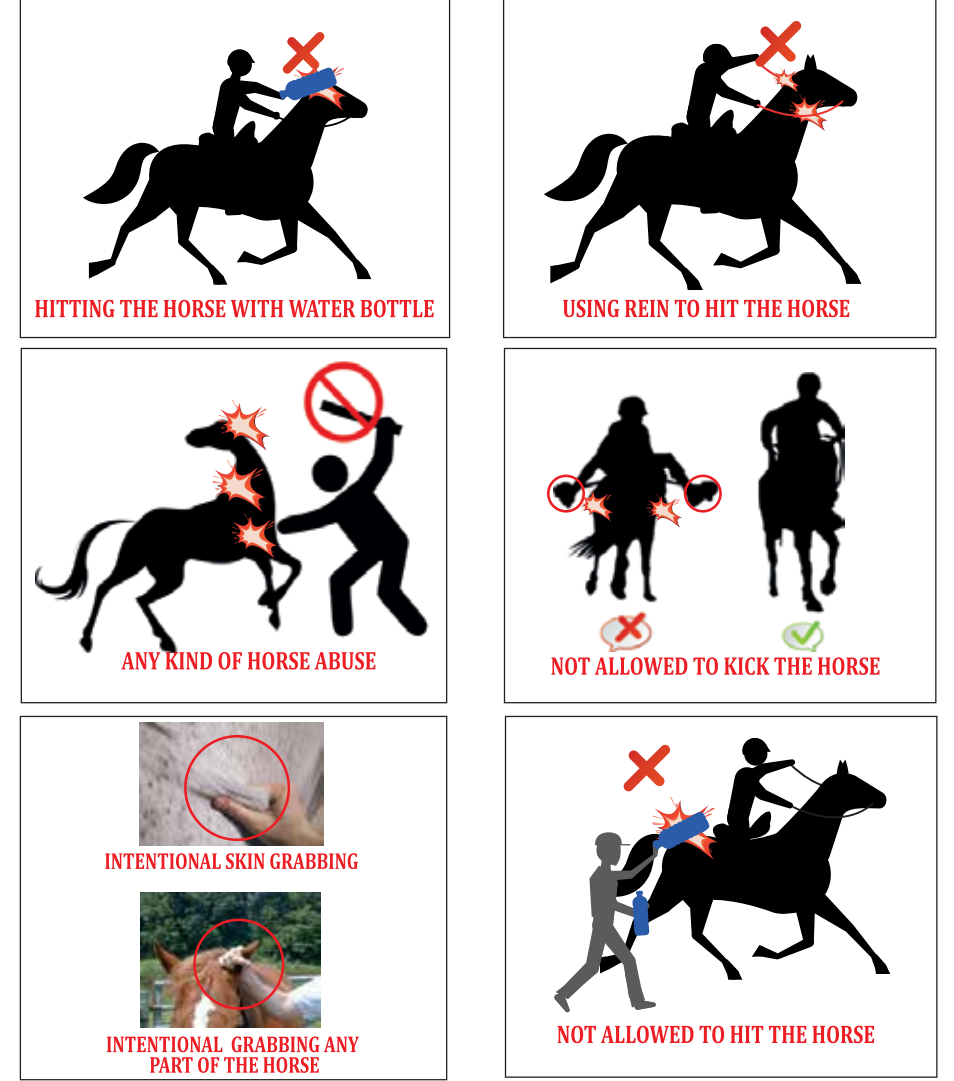 HITTING THE HORSE WITH WATER BOTTLE
USING REIN TO HIT THE HORSE
ANY KIND OF HORSE ABUSE
NOT ALLOWED TO KICK THE HORSE
INTENTIONAL SKIN GRABBING
INTENTIONAL GRABBING ANY
PART OF THE HORSE
NOT ALLOWED TO HIT THE HORSE